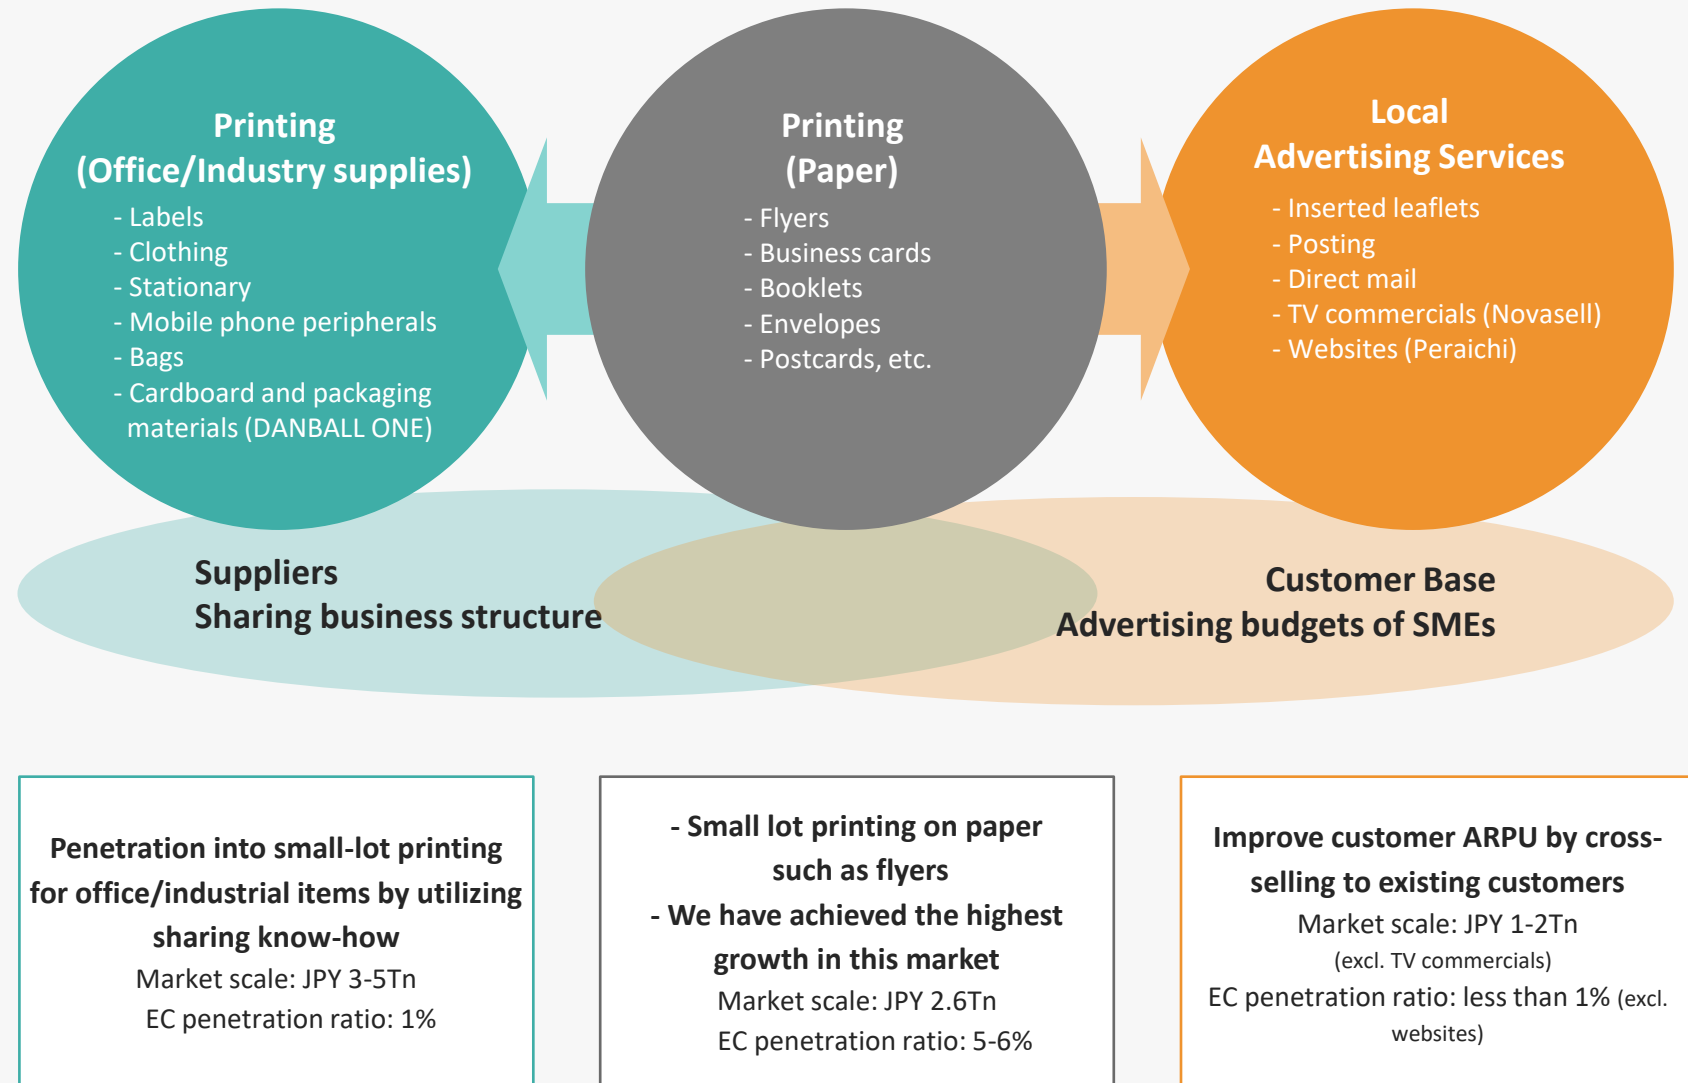 Printing
(Office/Industry supplies)
- Labels
- Clothing
- Stationary
- Mobile phone peripherals
- Bags
- Cardboard and packaging
materials (DANBALL ONE)
Printing
(Paper)
- Flyers
- Business cards
- Booklets
- Envelopes
- Postcards, etc.
Local
Advertising Services
- Inserted leaflets
- Posting
- Direct mail
- TV commercials (Novasell)
- Websites (Peraichi)
Suppliers
Sharing business structure
Customer Base
Advertising budgets of SMEs
Penetration into small-lot printing
for office/industrial items by utilizing
sharing know-how
Market scale: JPY 3-5Tn
EC penetration ratio: 1%
- Small lot printing on paper
such as flyers
- We have achieved the highest
growth in this market
Market scale: JPY 2.6Tn
EC penetration ratio: 5-6%
Improve customer ARPU by cross-
selling to existing customers
Market scale: JPY 1-2Tn
(excl. TV commercials)
EC penetration ratio: less than 1% (excl.
websites)